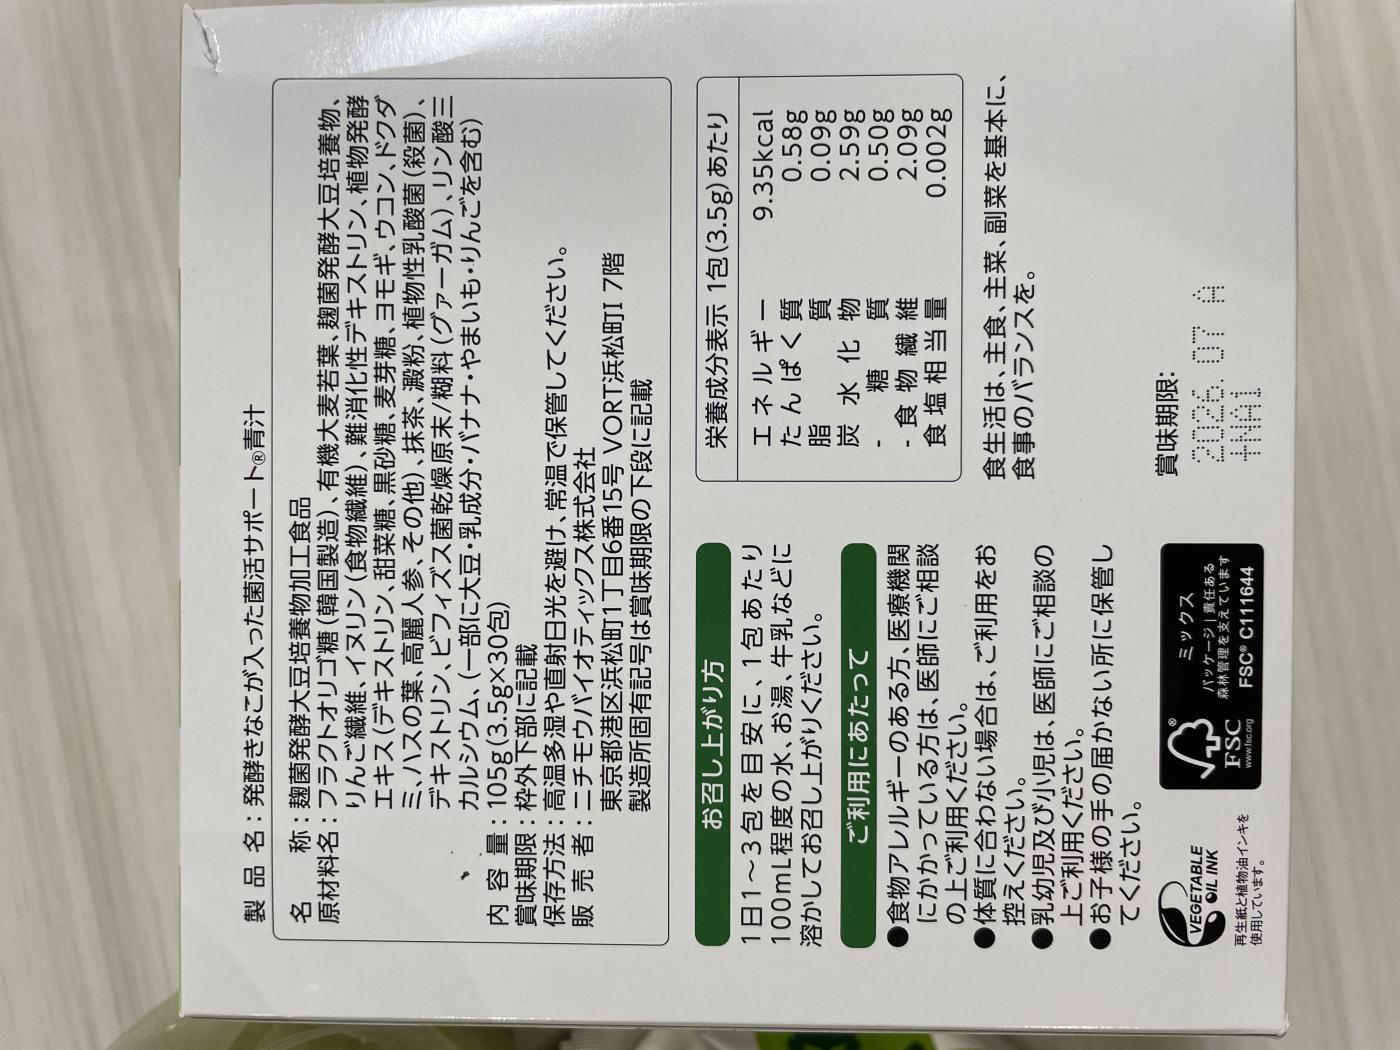 製品名：発酵きなこが入った菌活サポート®青汁
名称：麹菌発酵大豆培養物加工食品
原材料名：フラクトオリゴ糖(韓国製造)、有機大麦若葉、麹菌発酵大豆培養物、
りんご繊維、イヌリン(食物繊維)、難消化性デキストリン、植物発酵
エキス(デキストリン、甜菜糖、黒砂糖、麦芽糖、ヨモギ、ウコン、ドクダ
ミ、ハスの葉、高麗人参、その他)、抹茶、澱粉、植物性乳酸菌(殺菌)、
デキストリン、ビフィズス菌乾燥原末/糊料(グァーガム)、リン酸三
カルシウム、(一部に大豆・乳成分・バナナ・やまいも・りんごを含む)
内容量：105g(3.5g×30包)
賞味期限：枠外下部に記載
保存方法：高温多湿や直射日光を避け、常温で保管してください。
販売者：ニチモウバイオティックス株式会社
東京都港区浜松町1丁目6番15号 VORT浜松町I 7階
製造所固有記号は賞味期限の下段に記載
お召し上がり方
1日1〜3包を目安に、1包あたり
100mL程度の水、お湯、牛乳などに
溶かしてお召し上がりください。
ご利用にあたって
●食物アレルギーのある方、医療機関
にかかっている方は、医師にご相談
の上ご利用ください。
●体質に合わない場合は、ご利用をお
控えください。
●乳幼児及び小児は、医師にご相談の
上ご利用ください。
●お子様の手の届かない所に保管し
てください。
栄養成分表示 1包(3.5g)あたり
エネルギー 9.35kcal
たんぱく質 0.58g
脂質 0.09g
炭水化物 2.59g
-糖質 0.50g
-食物繊維 2.09g
食塩相当量 0.002g
食生活は、主食、主菜、副菜を基本に、
食事のバランスを。
VEGETABLE
OIL INK
再生紙と植物油インキを
使用しています。
FSC
www.fsc.org
ミックス
パッケージ|責任ある
森林管理を支えています
FSC® C111644
賞味期限：
2026.07 A
+NA1